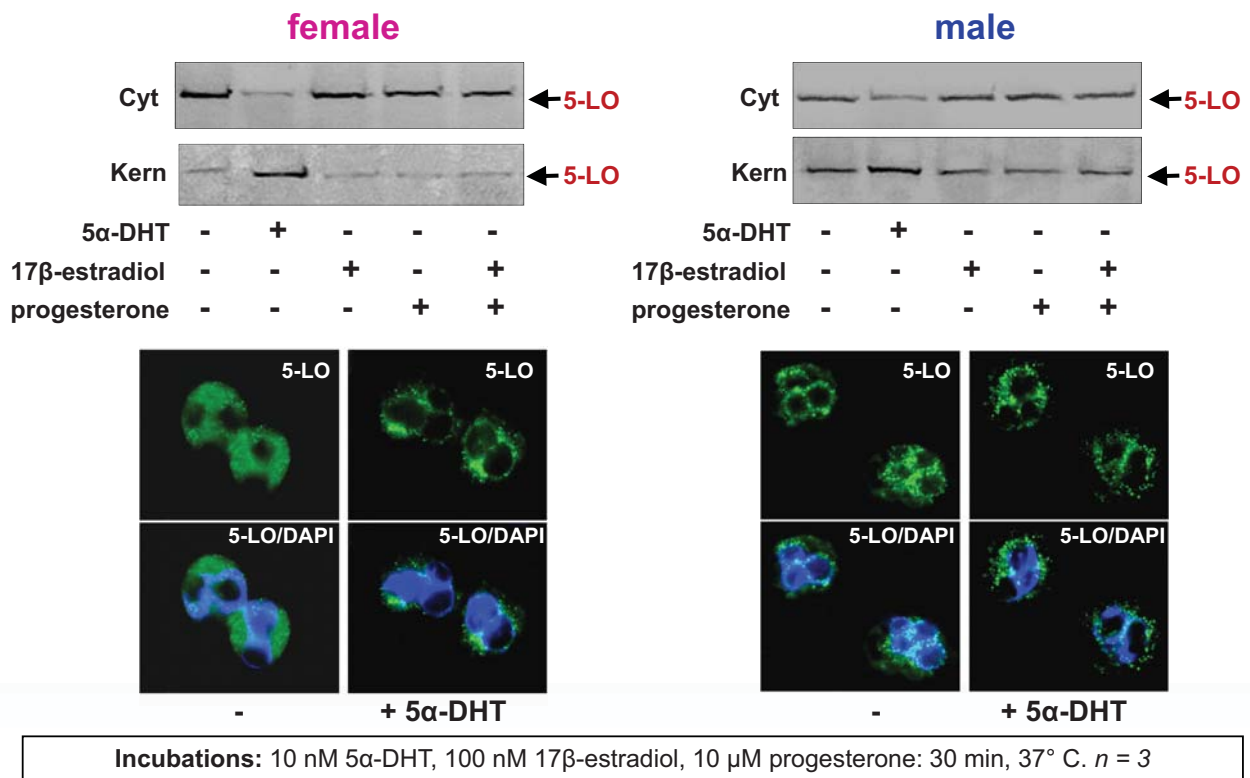 female
Cyt
5-LO
Kern
5-LO
5α-DHT - + - - -
17β-estradiol - - + - +
progesterone - - - + +
5-LO 5-LO
5-LO/DAPI 5-LO/DAPI
- + 5α-DHT
male
Cyt
5-LO
Kern
5-LO
5α-DHT - + - - -
17β-estradiol - - + - +
progesterone - - - + +
5-LO 5-LO
5-LO/DAPI 5-LO/DAPI
- + 5α-DHT
Incubations: 10 nM 5α-DHT, 100 nM 17β-estradiol, 10 µM progesterone: 30 min, 37° C. n = 3